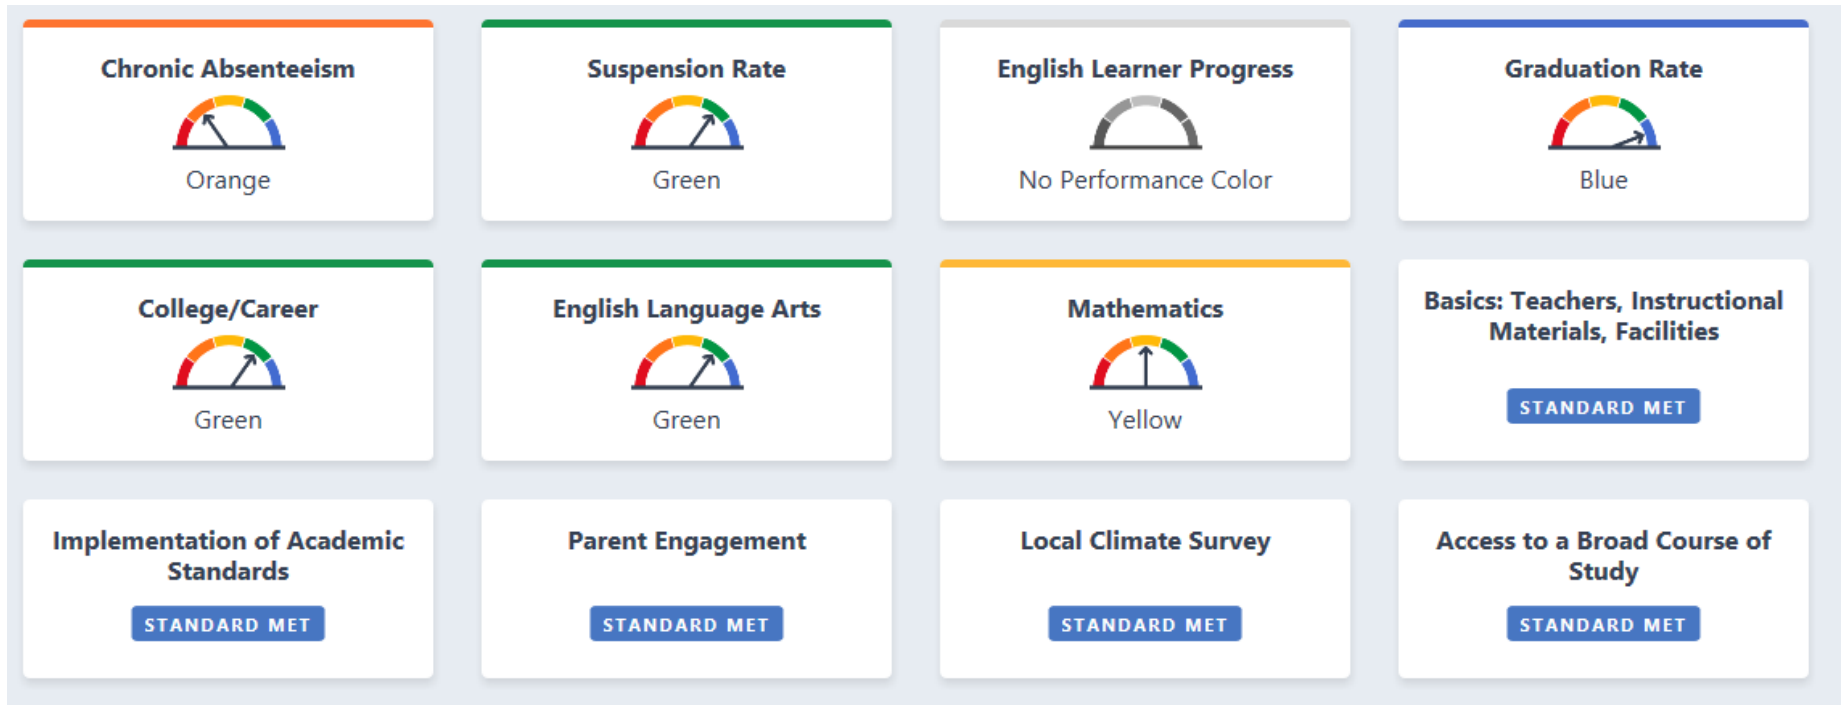 Chronic Absenteeism
Orange
Suspension Rate
Green
English Learner Progress
No Performance Color
Graduation Rate
Blue
College/Career
Green
English Language Arts
Green
Mathematics
Yellow
Basics: Teachers, Instructional
Materials, Facilities
STANDARD MET
Implementation of Academic
Standards
STANDARD MET
Parent Engagement
STANDARD MET
Local Climate Survey
STANDARD MET
Access to a Broad Course of
Study
STANDARD MET